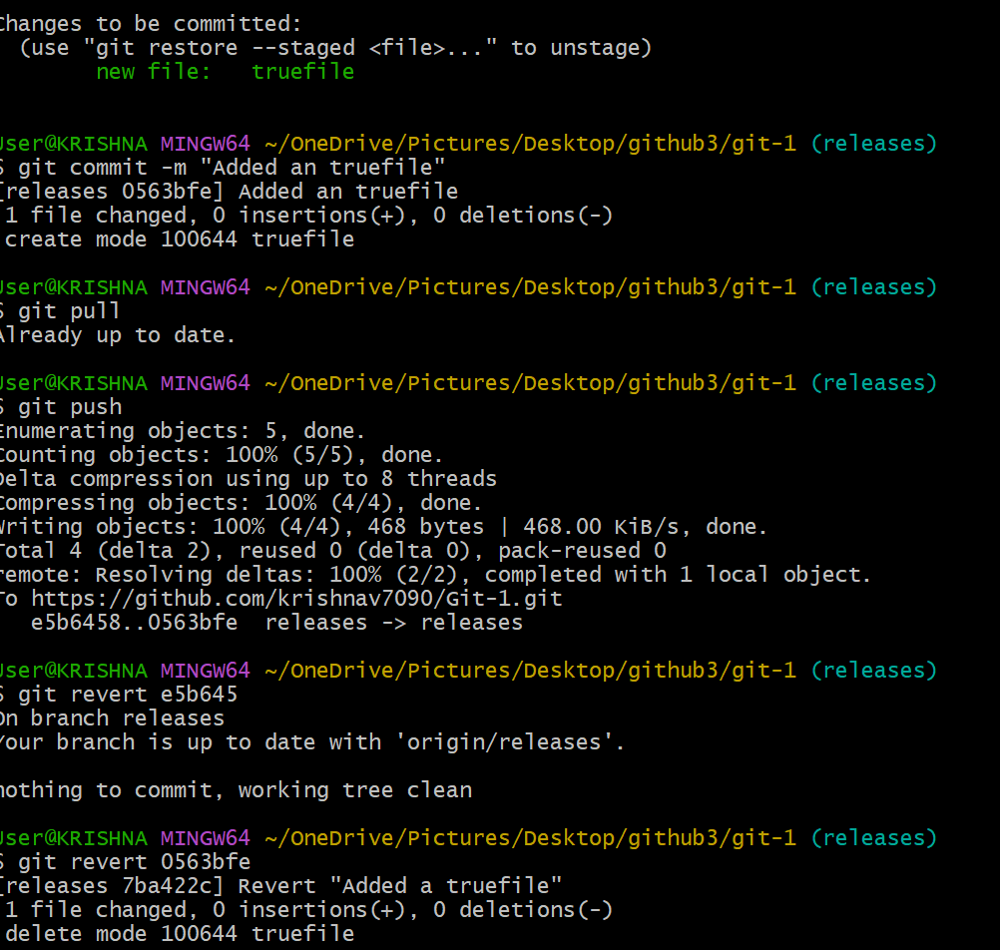 Changes to be committed:
(use "git restore --staged <file>..." to unstage)
new file: truefile
User@KRISHNA MINGW64 ~/OneDrive/Pictures/Desktop/github3/git-1 (releases)
$ git commit -m "Added an truefile"
[releases 0563bfe] Added an truefile
1 file changed, 0 insertions(+), 0 deletions(-)
create mode 100644 truefile
User@KRISHNA MINGW64 ~/OneDrive/Pictures/Desktop/github3/git-1 (releases)
$ git pull
Already up to date.
User@KRISHNA MINGW64 ~/OneDrive/Pictures/Desktop/github3/git-1 (releases)
$ git push
Enumerating objects: 5, done.
Counting objects: 100% (5/5), done.
Delta compression using up to 8 threads
Compressing objects: 100% (4/4), done.
Writing objects: 100% (4/4), 468 bytes | 468.00 KiB/s, done.
Total 4 (delta 2), reused 0 (delta 0), pack-reused 0
remote: Resolving deltas: 100% (2/2), completed with 1 local object.
To https://github.com/krishnav7090/Git-1.git
e5b6458..0563bfe releases -> releases
User@KRISHNA MINGW64 ~/OneDrive/Pictures/Desktop/github3/git-1 (releases)
$ git revert e5b645
On branch releases
Your branch is up to date with 'origin/releases'.
nothing to commit, working tree clean
User@KRISHNA MINGW64 ~/OneDrive/Pictures/Desktop/github3/git-1 (releases)
$ git revert 0563bfe
[releases 7ba422c] Revert "Added a truefile"
1 file changed, 0 insertions(+), 0 deletions(-)
delete mode 100644 truefile